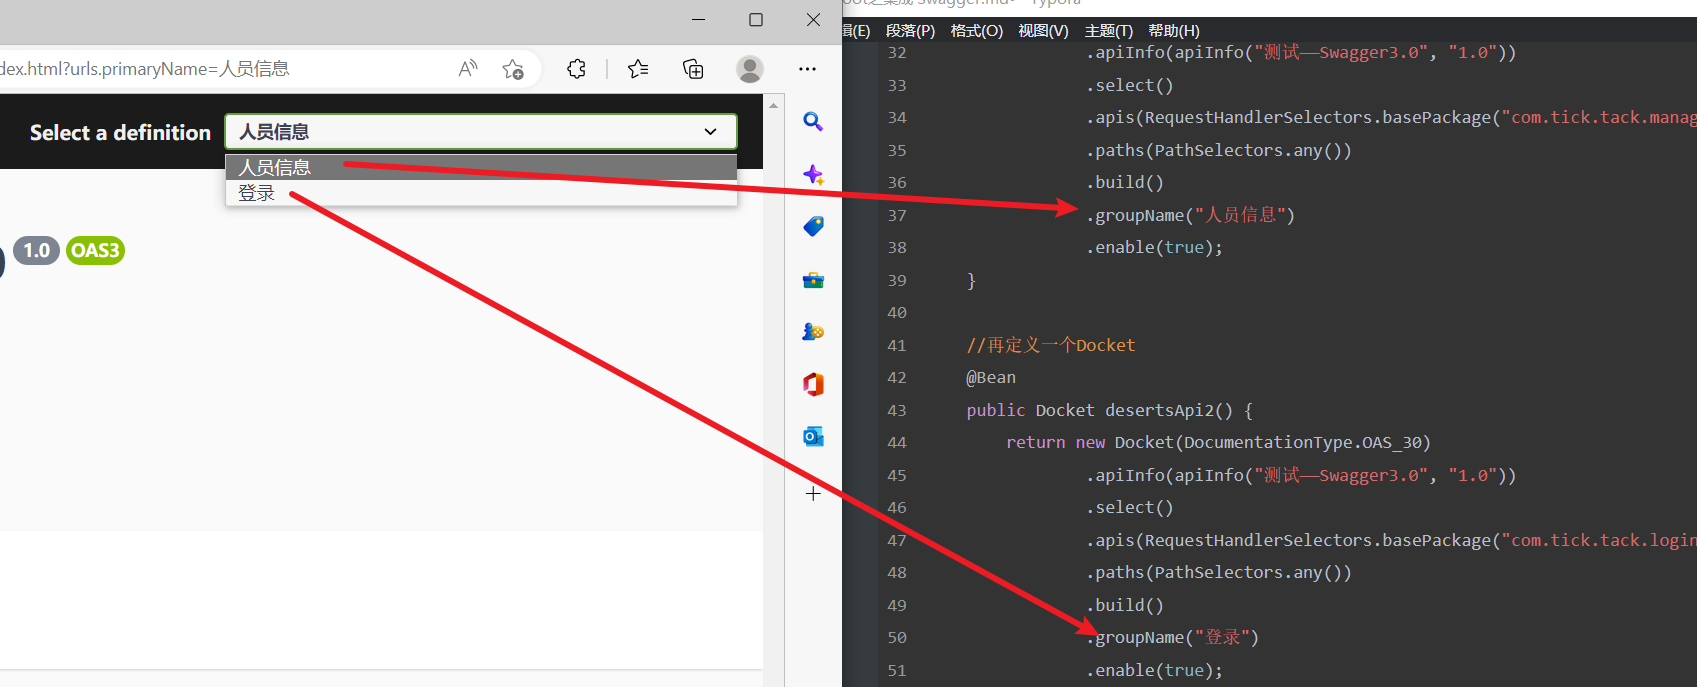 dex.html?urls.primaryName=人员信息
Select a definition
人员信息
人员信息
登录
1.0
OAS3
段落(P) 格式(O) 视图(V) 主题(T) 帮助(H)
32 .apiInfo(apiInfo("测试——Swagger3.0", "1.0"))
33 .select()
34 .apis(RequestHandlerSelectors.basePackage("com.tick.tack.manag
35 .paths(PathSelectors.any())
36 .build()
37 .groupName("人员信息")
38 .enable(true);
39 }
40
41 //再定义一个Docket
42 @Bean
43 public Docket desertsApi2() {
44 return new Docket(DocumentationType.OAS_30)
45 .apiInfo(apiInfo("测试——Swagger3.0", "1.0"))
46 .select()
47 .apis(RequestHandlerSelectors.basePackage("com.tick.tack.login
48 .paths(PathSelectors.any())
49 .build()
50 .groupName("登录")
51 .enable(true);